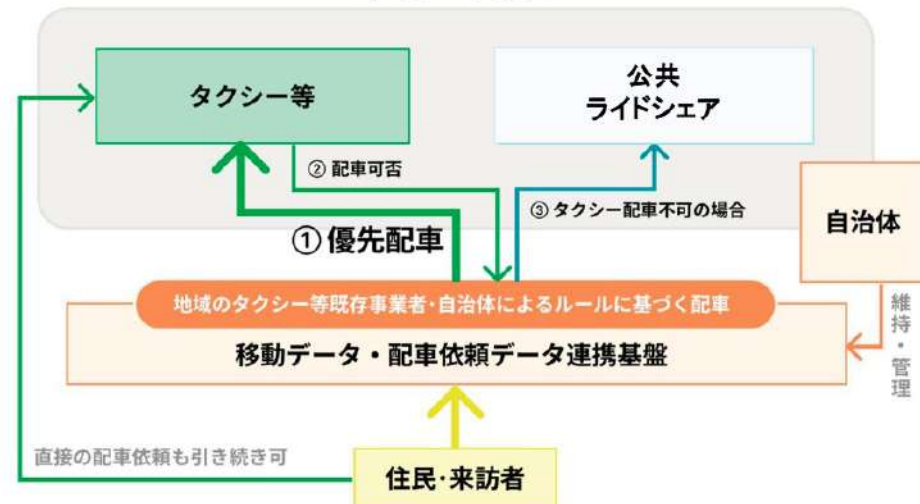 タクシー等
公共
ライドシェア
② 配車可否
③ タクシー配車不可の場合
① 優先配車
自治体
地域のタクシー等既存事業者・自治体によるルールに基づく配車
移動データ・配車依頼データ連携基盤
維持・管理
直接の配車依頼も引き続き可
住民・来訪者